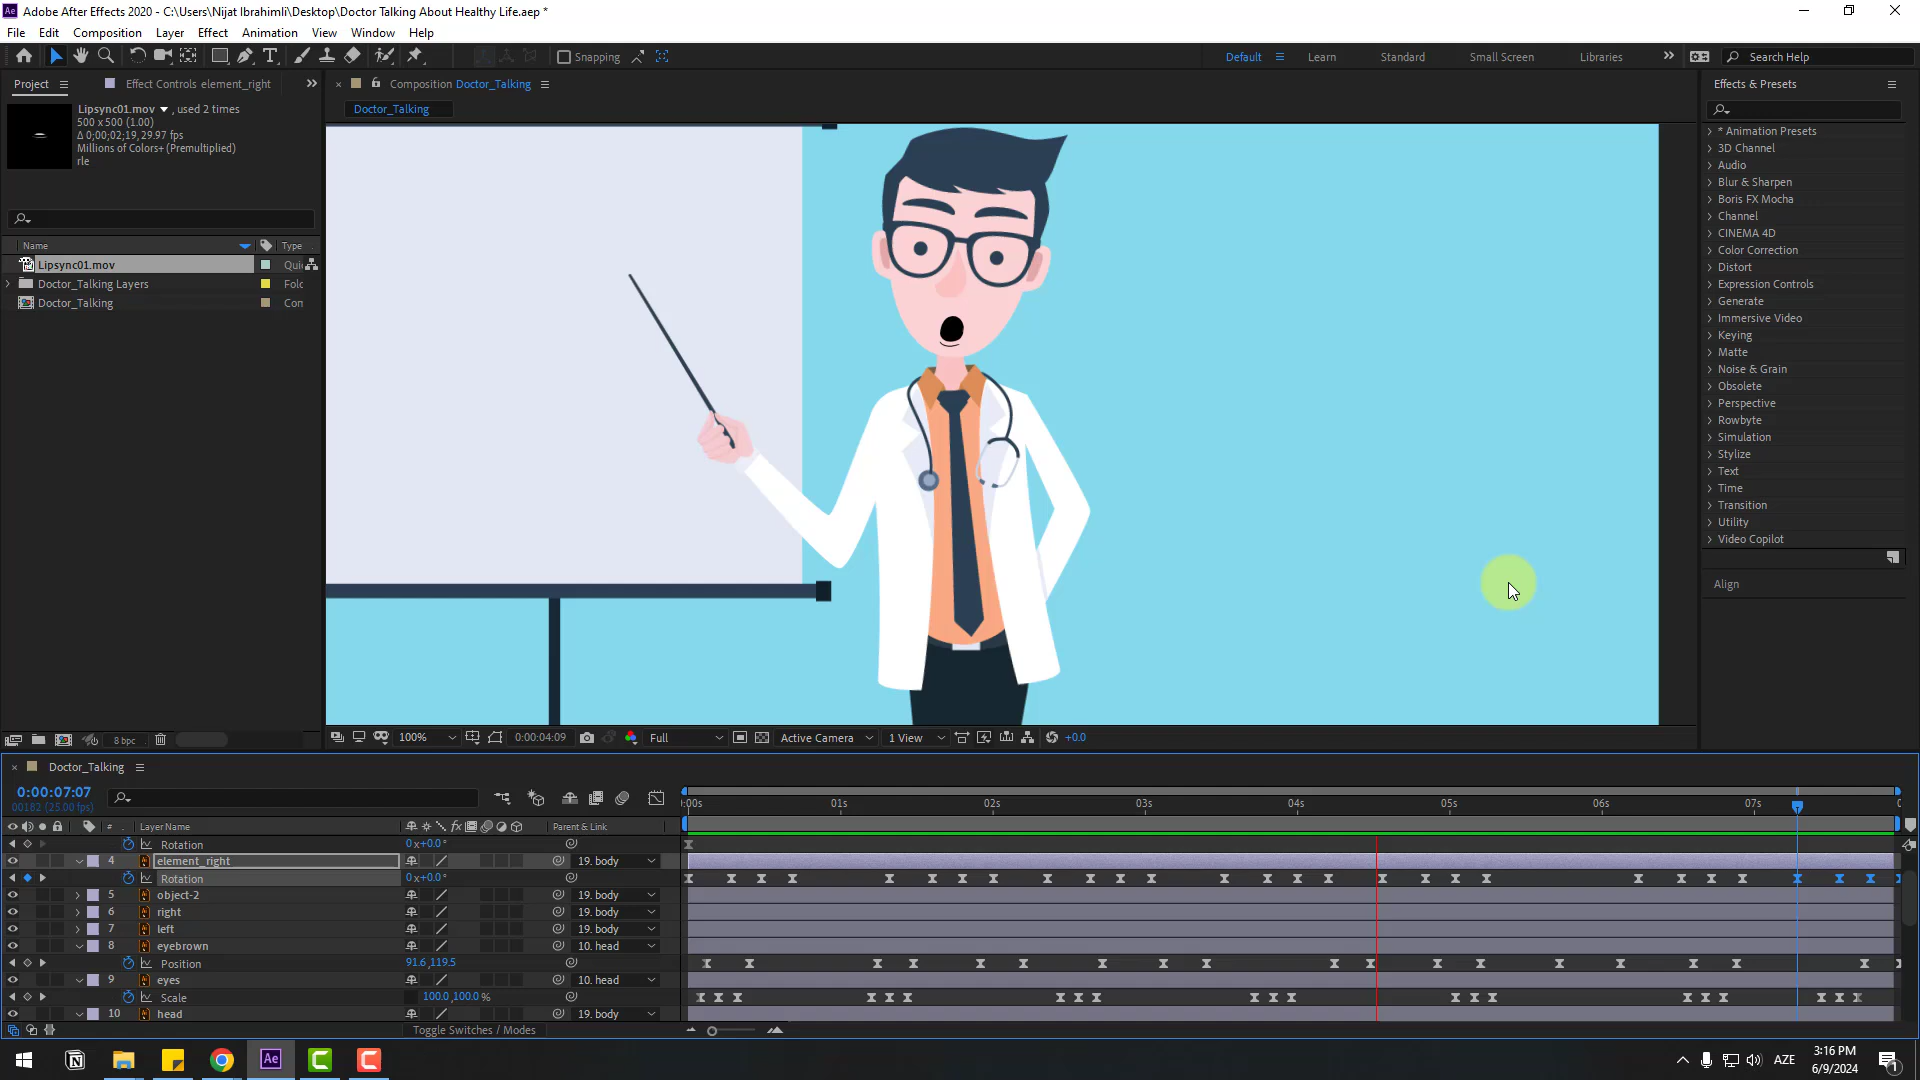 Adobe After Effects 2020 - C:\Users\Nijat Ibrahimli\Desktop\Doctor Talking About Healthy Life.aep *
File Edit Composition Layer Effect Animation View Window Help
Snapping
Default Learn Standard Small Screen Libraries Search Help
Project Effect Controls element_right
Composition Doctor_Talking
Effects & Presets
Lipsync01.mov , used 2 times
500 x 500 (1.00)
Δ 0;00;02;19, 29.97 fps
Millions of Colors+ (Premultiplied)
rle
Doctor_Talking
Name Type
Lipsync01.mov Qui
Doctor_Talking Layers Folc
Doctor_Talking Con
* Animation Presets
3D Channel
Audio
Blur & Sharpen
Boris FX Mocha
Channel
CINEMA 4D
Color Correction
Distort
Expression Controls
Generate
Immersive Video
Keying
Matte
Noise & Grain
Obsolete
Perspective
Rowbyte
Simulation
Stylize
Text
Time
Transition
Utility
Video Copilot
Align
8 bpc
100% 0:00:04:09 Full Active Camera 1 View +0.0
Doctor_Talking
0:00:07:07
00182 (25.00 fps)
:00s 01s 02s 03s 04s 05s 06s 07s
# Layer Name fx Parent & Link
Rotation 0x+0.0°
4 element_right 19. body
Rotation 0x+0.0°
5 object-2 19. body
6 right 19. body
7 left 19. body
8 eyebrown 10. head
Position 91.6,119.5
9 eyes 10. head
Scale 100.0,100.0%
10 head 19. body
Toggle Switches / Modes
Ae AZE 3:16 PM
6/9/2024
1